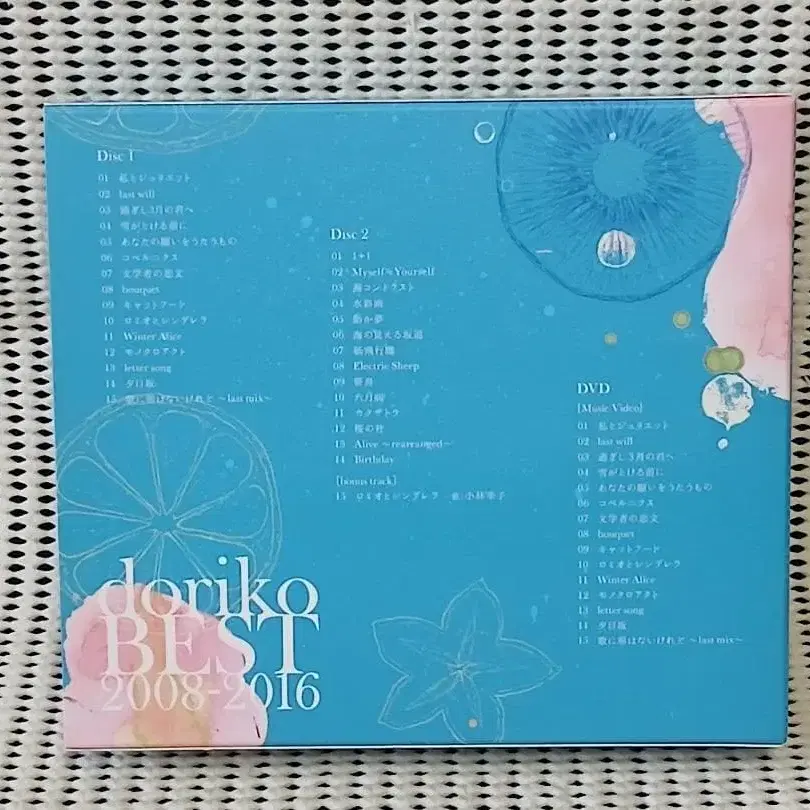 Disc 1
01 私とジュリエット
02 last will
03 過ぎし3月の君へ
04 雪がとける前に
05 あなたの願いをうたうもの
06 コペルニクス
07 文学者の恋文
08 bouquet
09 キャットフード
10 ロミオとシンデレラ
11 Winter Alice
12 モノクロアクト
13 letter song
14 夕日坂
15 歌に形はないけれど ～last mix～
Disc 2
01 1+1
02 Myself≒Yourself
03 淵コントラスト
04 水彩画
05 飴か夢
06 海の見える坂道
07 紙飛行機
08 Electric Sheep
09
10 六月病
11 カクザトウ
12 桜の竹
13 Alive ～rearranged～
14 Birthday
[bonus track]
15 ロミオとシンデレラ 歌:小林幸子
DVD
[Music Video]
01 私とジュリエット
02 last will
03 過ぎし3月の君へ
04 雪がとける前に
05 あなたの願いをうたうもの
06 コペルニクス
07 文学者の恋文
08 bouquet
09 キャットフード
10 ロミオとシンデレラ
11 Winter Alice
12 モノクロアクト
13 letter song
14 夕日坂
15 歌に形はないけれど ～last mix～
doriko
BEST
2008-2016